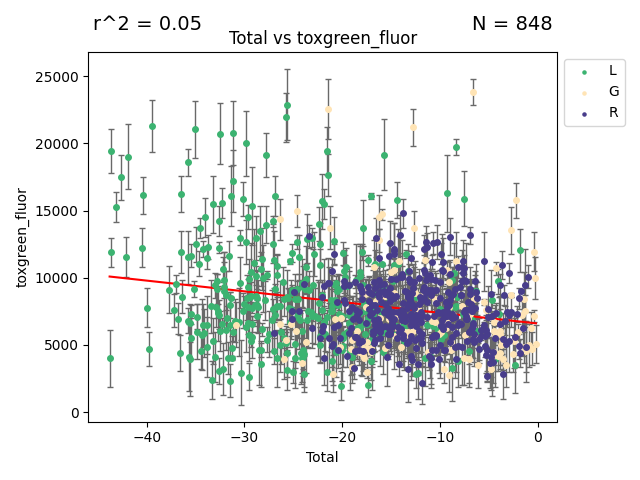 r^2 = 0.05
N = 848
Total vs toxgreen_fluor
25000
20000
15000
10000
5000
0
toxgreen_fluor
−40
−30
−20
−10
0
Total
L
G
R